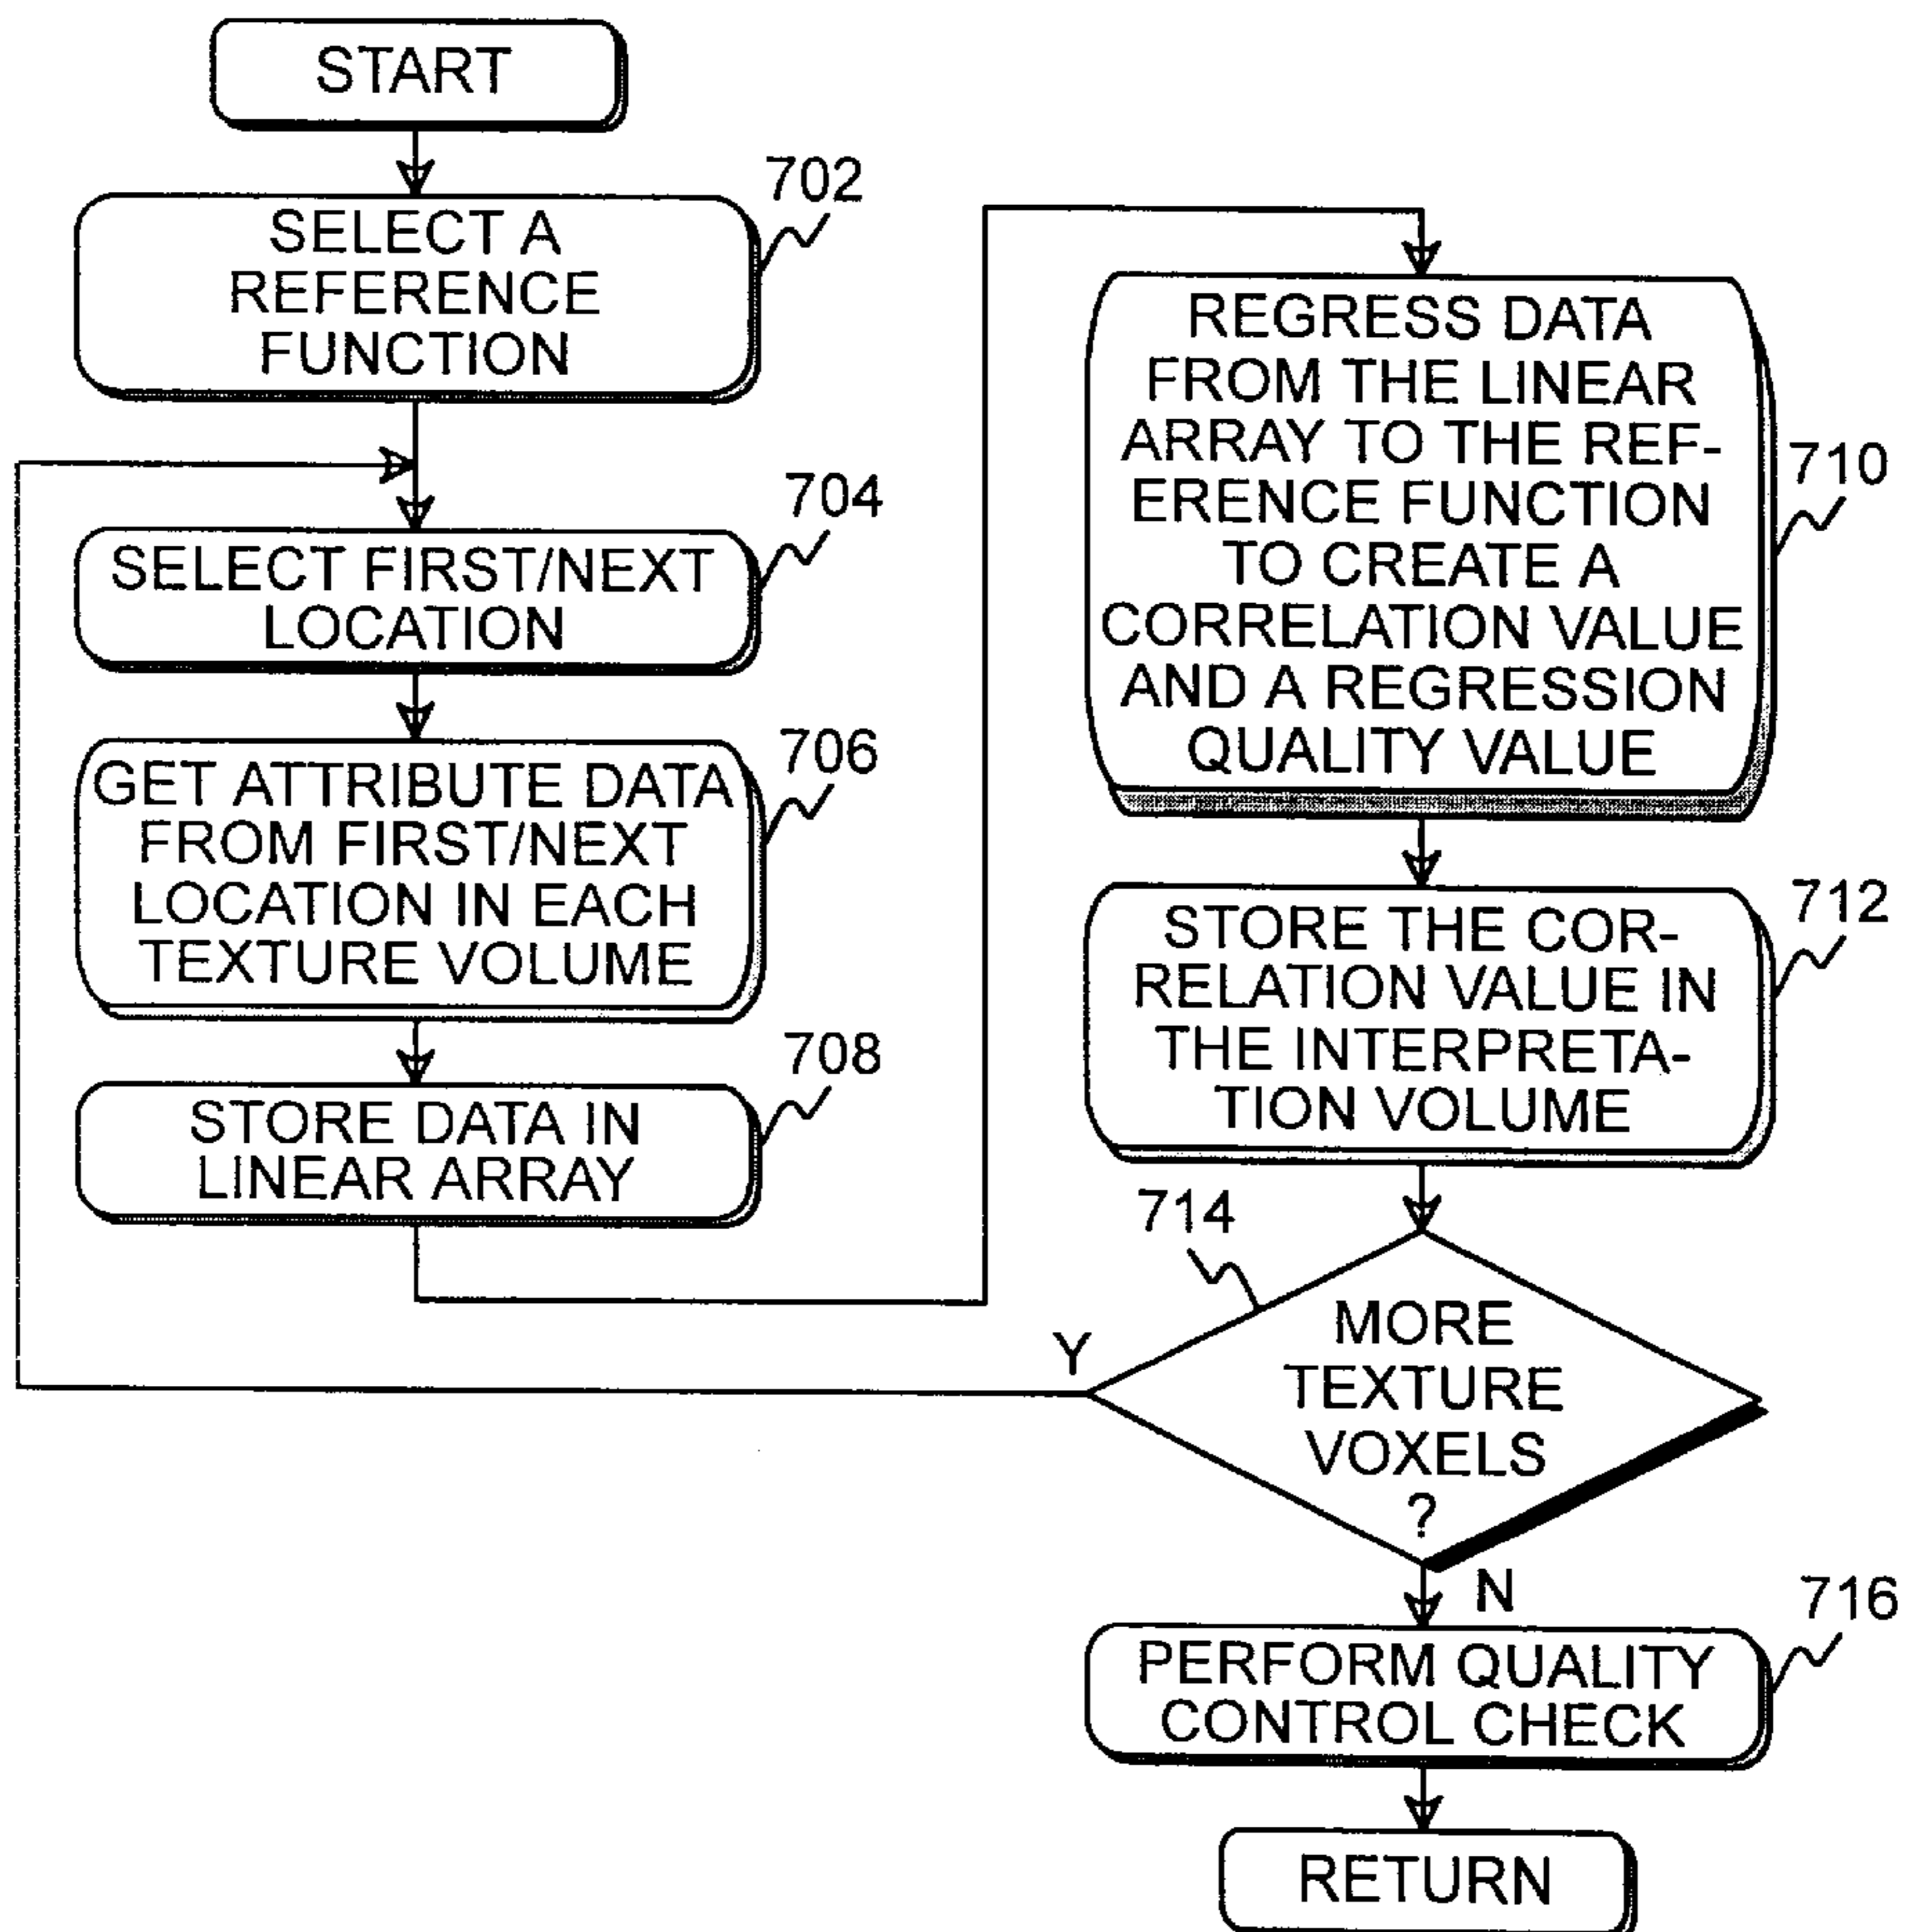 START
702
SELECT A
REFERENCE
FUNCTION
704
SELECT FIRST/NEXT
LOCATION
706
GET ATTRIBUTE DATA
FROM FIRST/NEXT
LOCATION IN EACH
TEXTURE VOLUME
708
STORE DATA IN
LINEAR ARRAY
710
REGRESS DATA
FROM THE LINEAR
ARRAY TO THE REF-
ERENCE FUNCTION
TO CREATE A
CORRELATION VALUE
AND A REGRESSION
QUALITY VALUE
712
STORE THE COR-
RELATION VALUE IN
THE INTERPRETA-
TION VOLUME
714
MORE
TEXTURE
VOXELS
?
Y
N
716
PERFORM QUALITY
CONTROL CHECK
RETURN